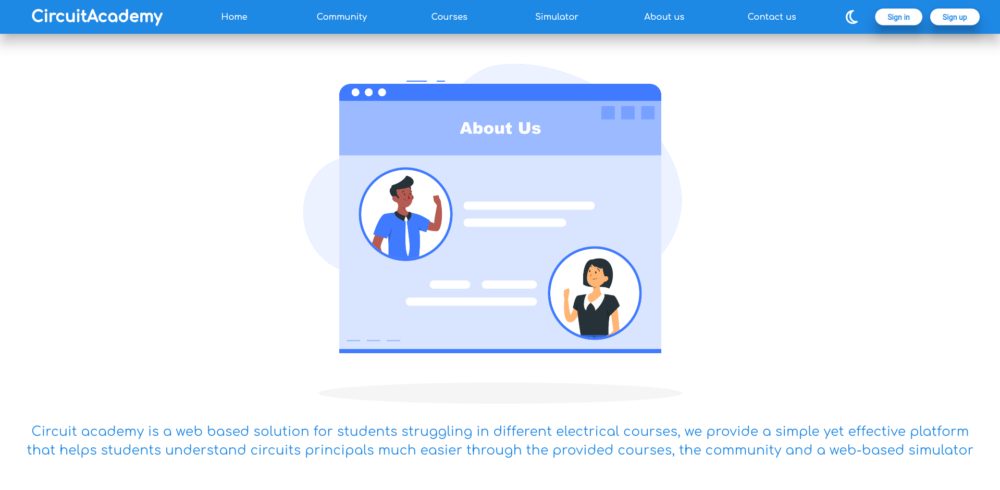 CircuitAcademy Home Community Courses Simulator About us Contact us Sign in Sign up
About Us
Circuit academy is a web based solution for students struggling in different electrical courses, we provide a simple yet effective platform
that helps students understand circuits principals much easier through the provided courses, the community and a web-based simulator